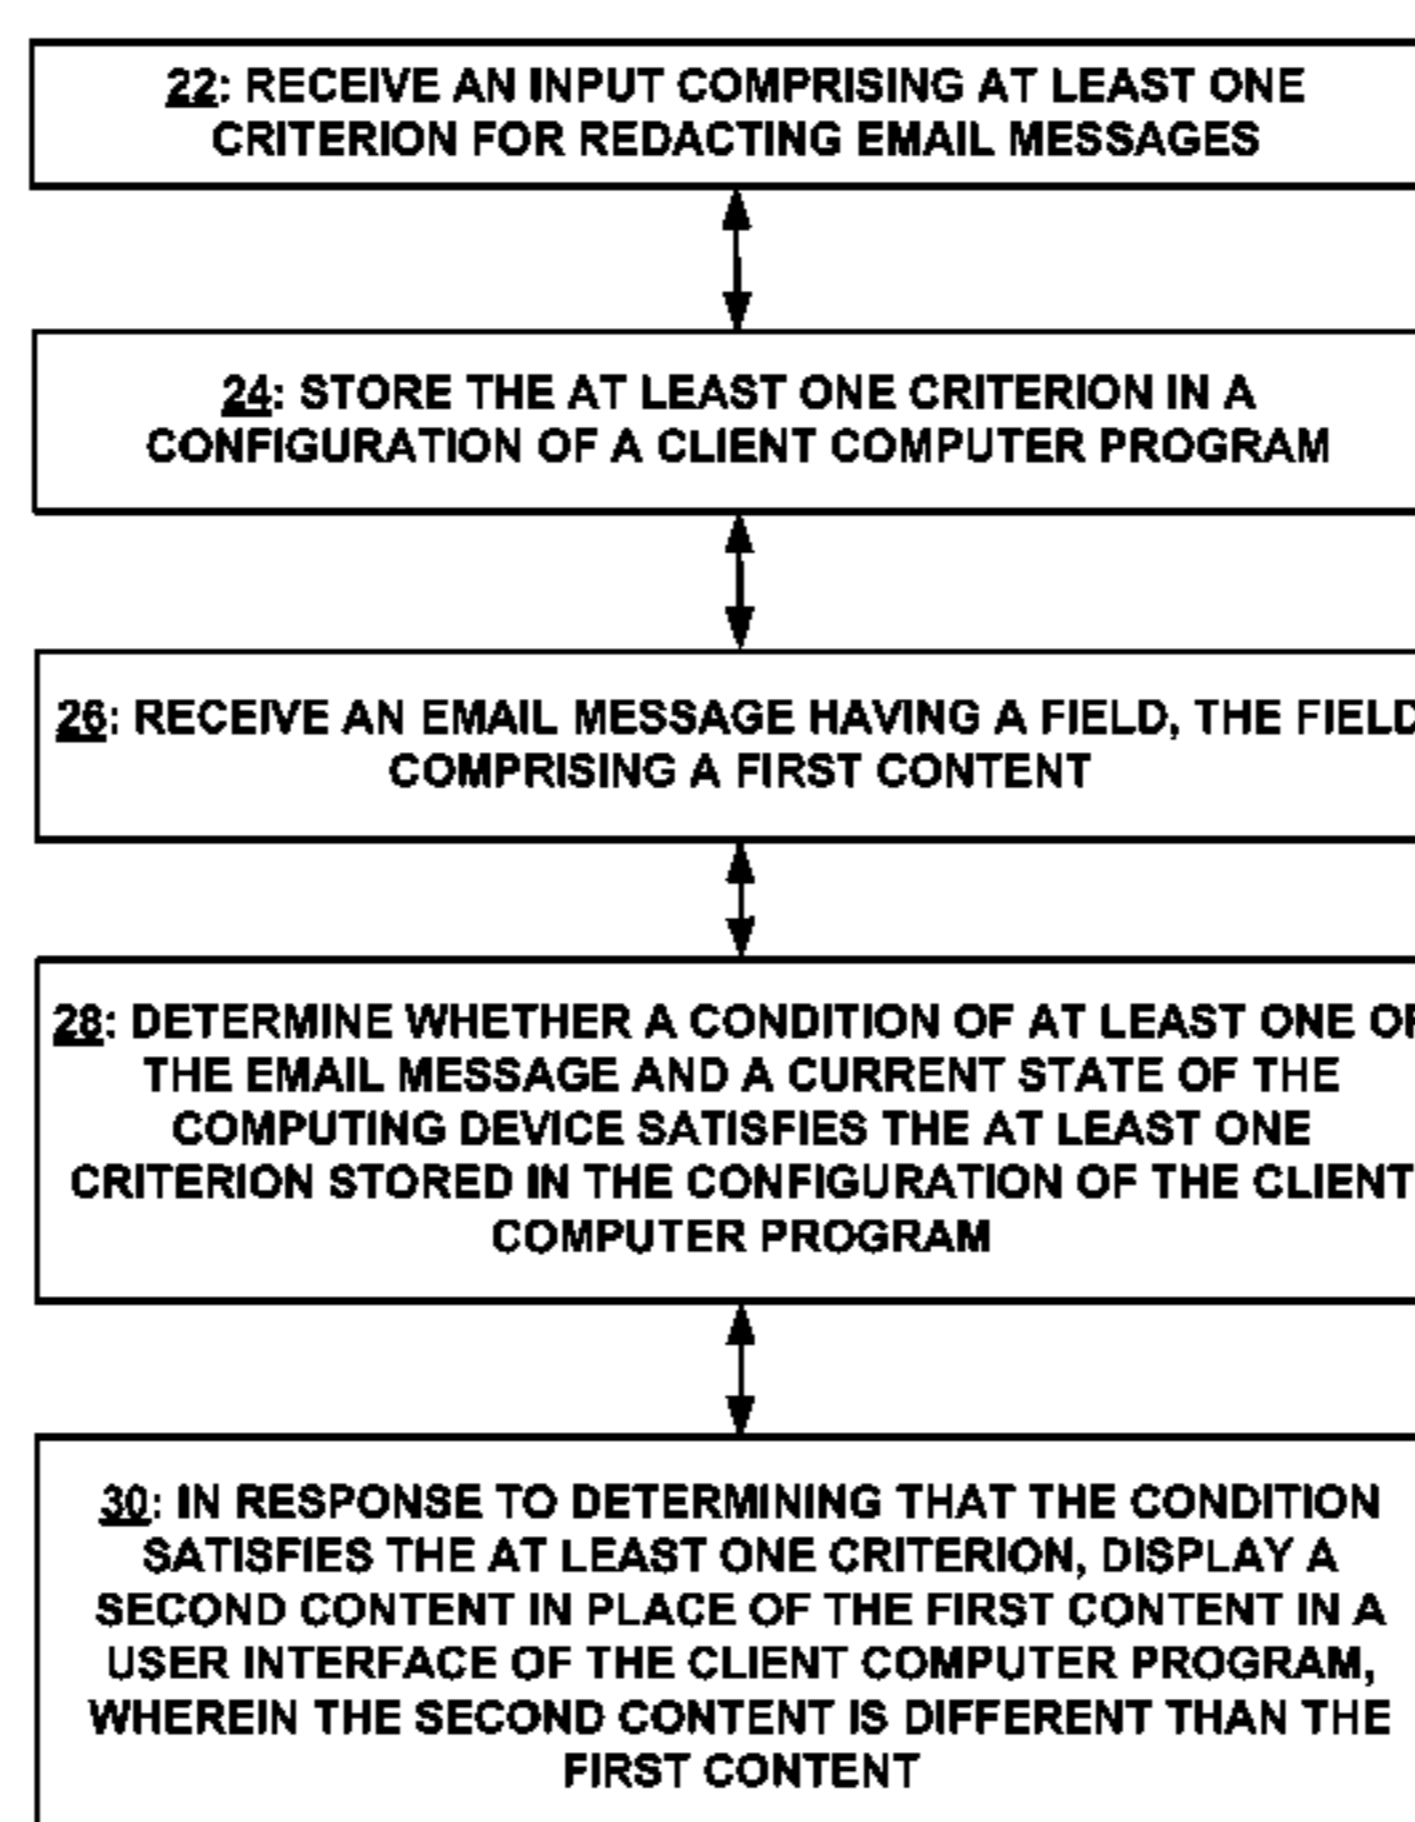 22: RECEIVE AN INPUT COMPRISING AT LEAST ONE
CRITERION FOR REDACTING EMAIL MESSAGES
24: STORE THE AT LEAST ONE CRITERION IN A
CONFIGURATION OF A CLIENT COMPUTER PROGRAM
26: RECEIVE AN EMAIL MESSAGE HAVING A FIELD, THE FIELD
COMPRISING A FIRST CONTENT
28: DETERMINE WHETHER A CONDITION OF AT LEAST ONE OF
THE EMAIL MESSAGE AND A CURRENT STATE OF THE
COMPUTING DEVICE SATISFIES THE AT LEAST ONE
CRITERION STORED IN THE CONFIGURATION OF THE CLIENT
COMPUTER PROGRAM
30: IN RESPONSE TO DETERMINING THAT THE CONDITION
SATISFIES THE AT LEAST ONE CRITERION, DISPLAY A
SECOND CONTENT IN PLACE OF THE FIRST CONTENT IN A
USER INTERFACE OF THE CLIENT COMPUTER PROGRAM,
WHEREIN THE SECOND CONTENT IS DIFFERENT THAN THE
FIRST CONTENT